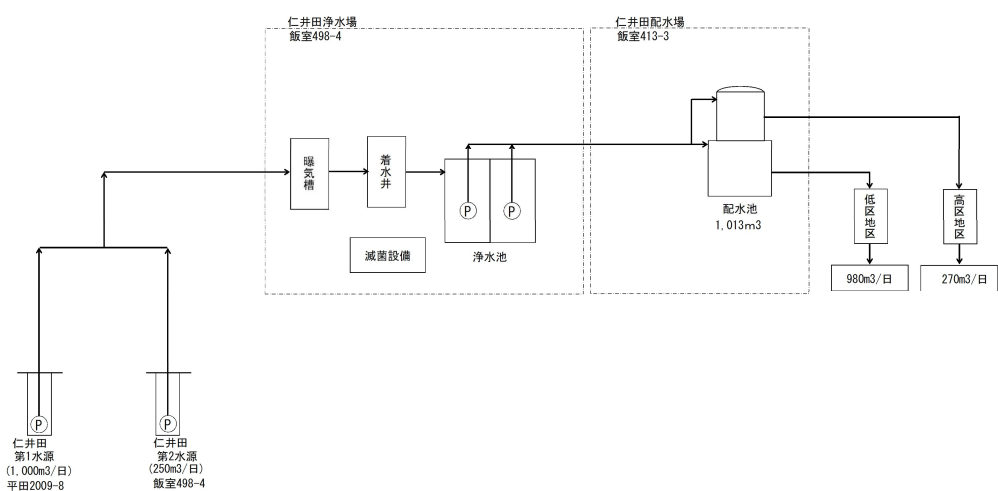 仁井田浄水場
飯室498-4
仁井田配水場
飯室413-3
曝気槽
着水井
滅菌設備
P
P
浄水池
配水池
1,013m3
低区地区
高区地区
980m3/日
270m3/日
P
P
仁井田
第1水源
(1,000m3/日)
平田2009-8
仁井田
第2水源
(250m3/日)
飯室498-4